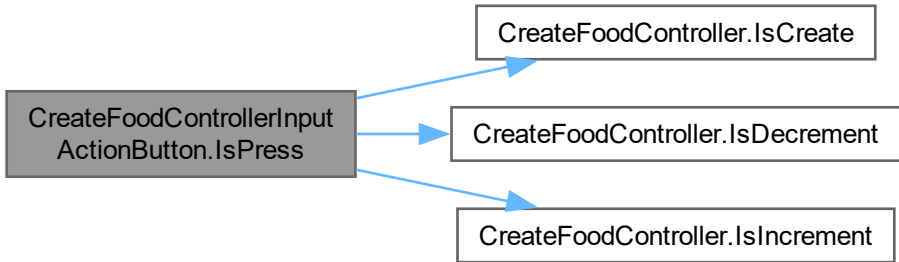 CreateFoodController.IsCreate
CreateFoodControllerInput
ActionButton.IsPress
CreateFoodController.IsDecrement
CreateFoodController.IsIncrement